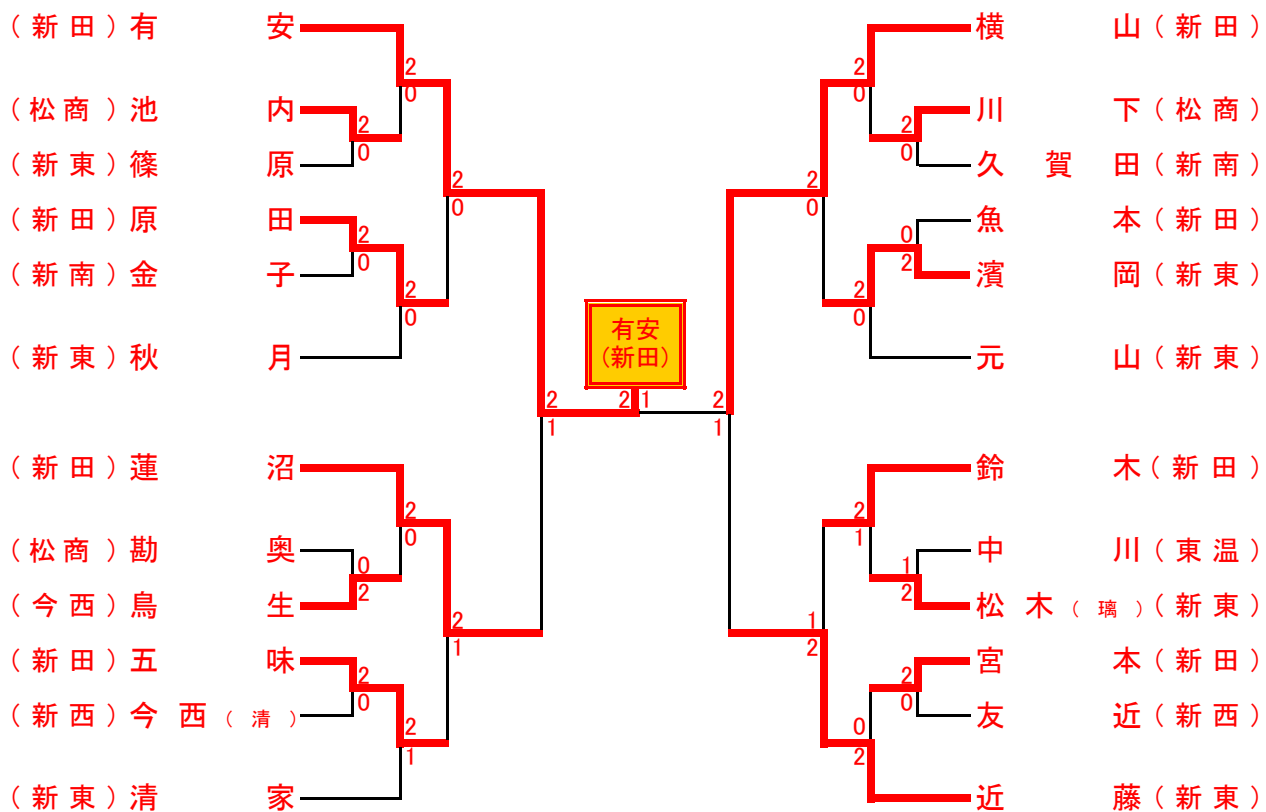 (新田)有安
2
0
(松商)池内
2
0
(新東)篠原
2
0
(新田)原田
2
0
(新南)金子
2
0
(新東)秋月
2
1
(新田)蓮沼
2
0
(松商)勘奥
0
2
(今西)鳥生
2
1
(新田)五味
2
0
(新西)今西(清)
2
1
(新東)清家
有安
(新田)
2 1
横山(新田)
2
0
川下(松商)
2
0
久賀田(新南)
2
0
魚本(新田)
0
2
濱岡(新東)
2
0
元山(新東)
2
1
鈴木(新田)
2
1
中川(東温)
1
2
松木(璃)(新東)
1
2
宮本(新田)
2
0
友近(新西)
0
2
近藤(新東)